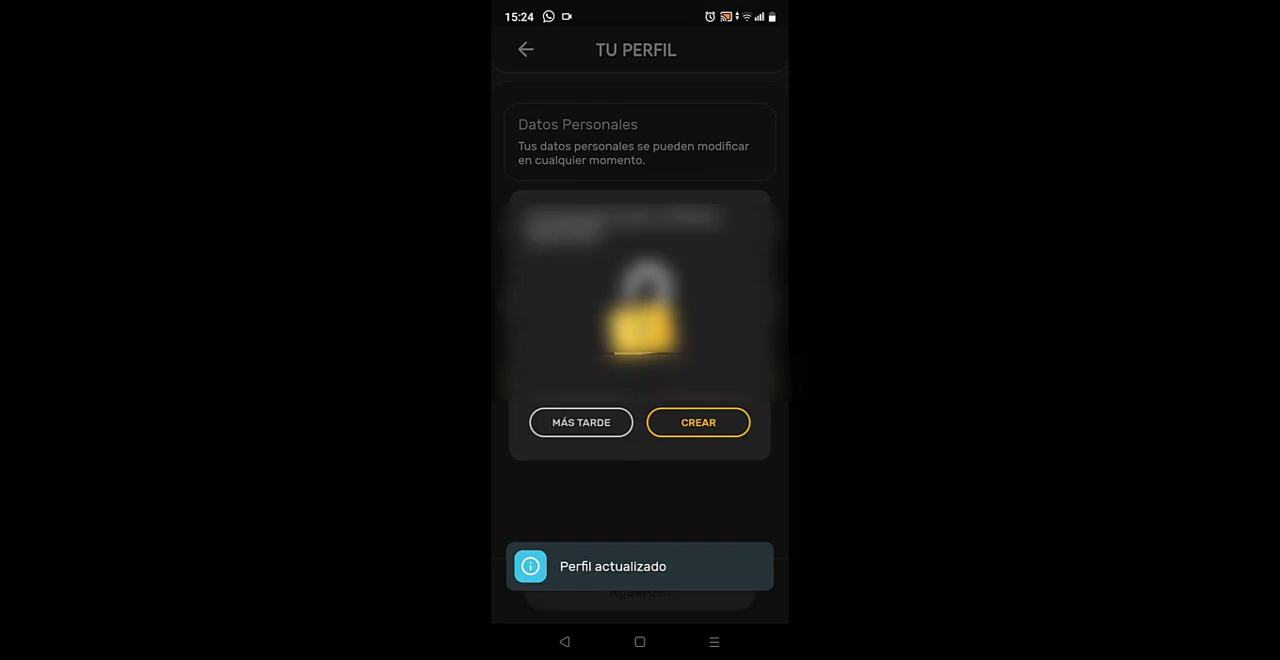 15:24
TU PERFIL
Datos Personales
Tus datos personales se pueden modificar
en cualquier momento.
MÁS TARDE
CREAR
Perfil actualizado